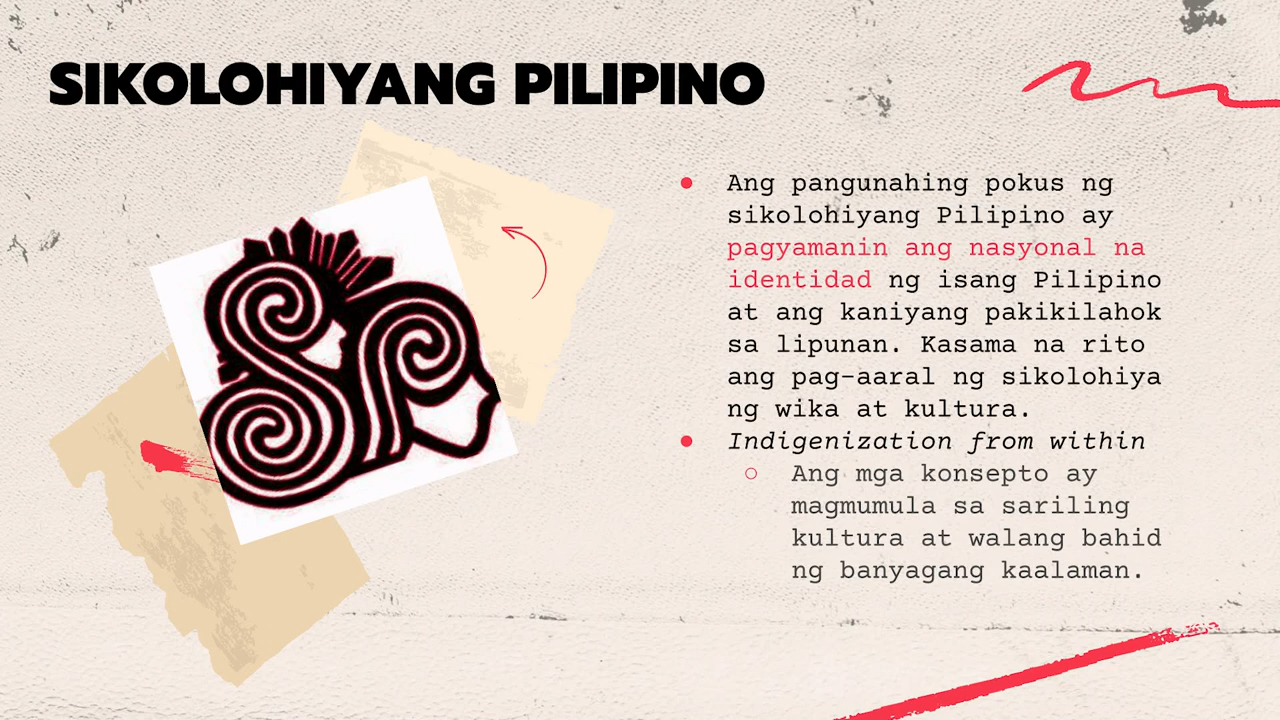 SIKOLOHIYANG PILIPINO
Ang pangunahing pokus ng
sikolohiyang Pilipino ay
pagyamanin ang nasyonal na
identidad ng isang Pilipino
at ang kaniyang pakikilahok
sa lipunan. Kasama na rito
ang pag-aaral ng sikolohiya
ng wika at kultura.
Indigenization from within
Ang mga konsepto ay
magmumula sa sariling
kultura at walang bahid
ng banyagang kaalaman.